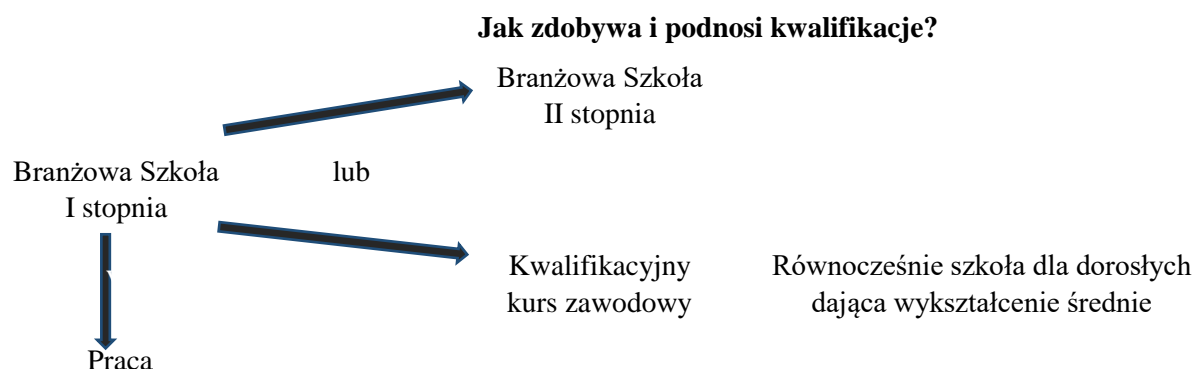 Jak zdobywa i podnosi kwalifikacje?
Branżowa Szkoła
II stopnia
Branżowa Szkoła
I stopnia
lub
Kwalifikacyjny
kurs zawodowy
Równocześnie szkoła dla dorosłych
dająca wykształcenie średnie
Praca